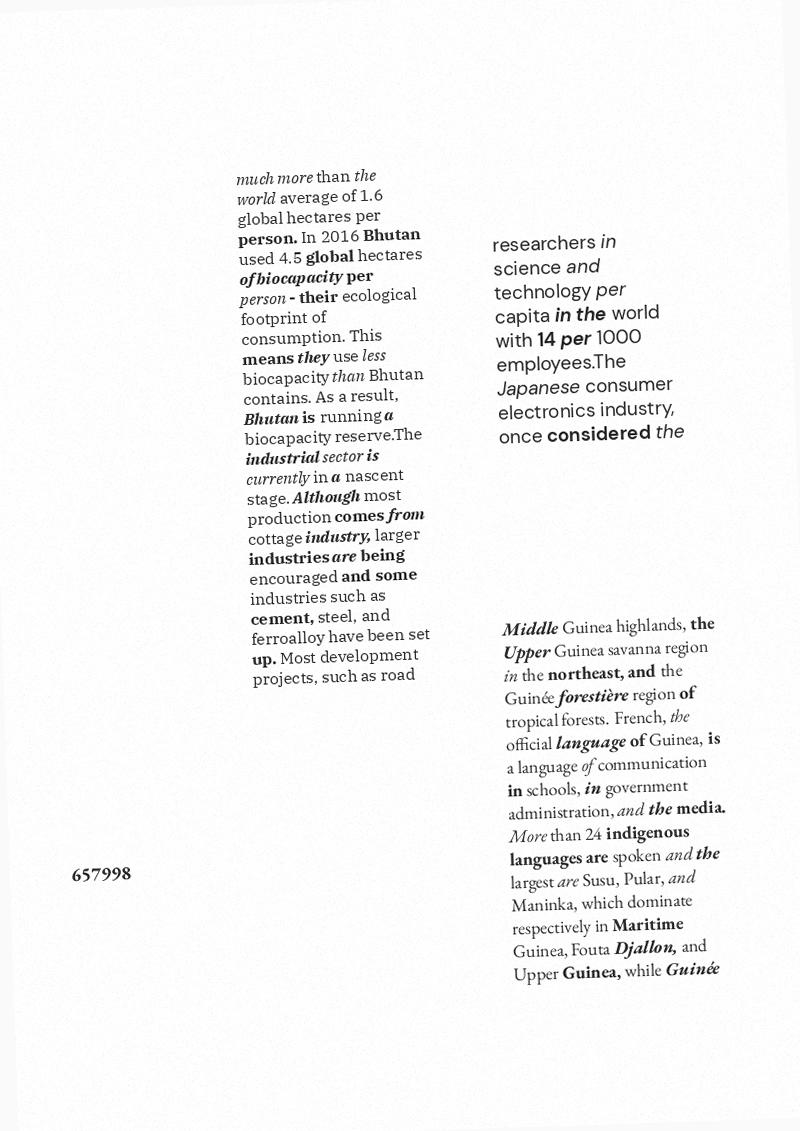 much more than the
world average of 1.6
global hectares per
person. In 2016 Bhutan
used 4.5 global hectares
of biocapacity per
person - their ecological
footprint of
consumption. This
means they use less
biocapacity than Bhutan
contains. As a result,
Bhutan is running a
biocapacity reserve.The
industrial sector is
currently in a nascent
stage. Although most
production comes from
cottage industry, larger
industries are being
encouraged and some
industries such as
cement, steel, and
ferroalloy have been set
up. Most development
projects, such as road
researchers in
science and
technology per
capita in the world
with 14 per 1000
employees.The
Japanese consumer
electronics industry,
once considered the
Middle Guinea highlands, the
Upper Guinea savanna region
in the northeast, and the
Guinée forestière region of
tropical forests. French, the
official language of Guinea, is
a language of communication
in schools, in government
administration, and the media.
More than 24 indigenous
languages are spoken and the
largest are Susu, Pular, and
Maninka, which dominate
respectively in Maritime
Guinea, Fouta Djallon, and
Upper Guinea, while Guinée
657998